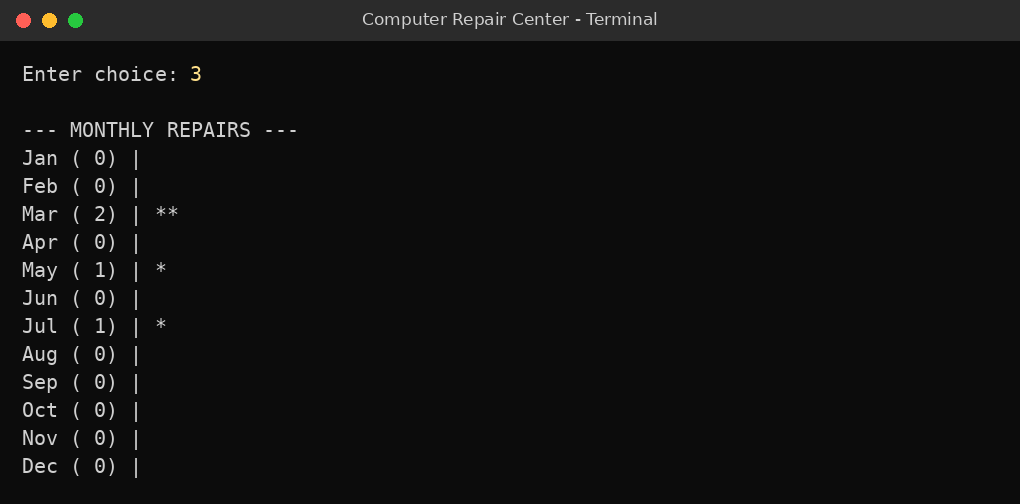 Computer Repair Center - Terminal
Enter choice: 3
--- MONTHLY REPAIRS ---
Jan ( 0) |
Feb ( 0) |
Mar ( 2) | **
Apr ( 0) |
May ( 1) | *
Jun ( 0) |
Jul ( 1) | *
Aug ( 0) |
Sep ( 0) |
Oct ( 0) |
Nov ( 0) |
Dec ( 0) |